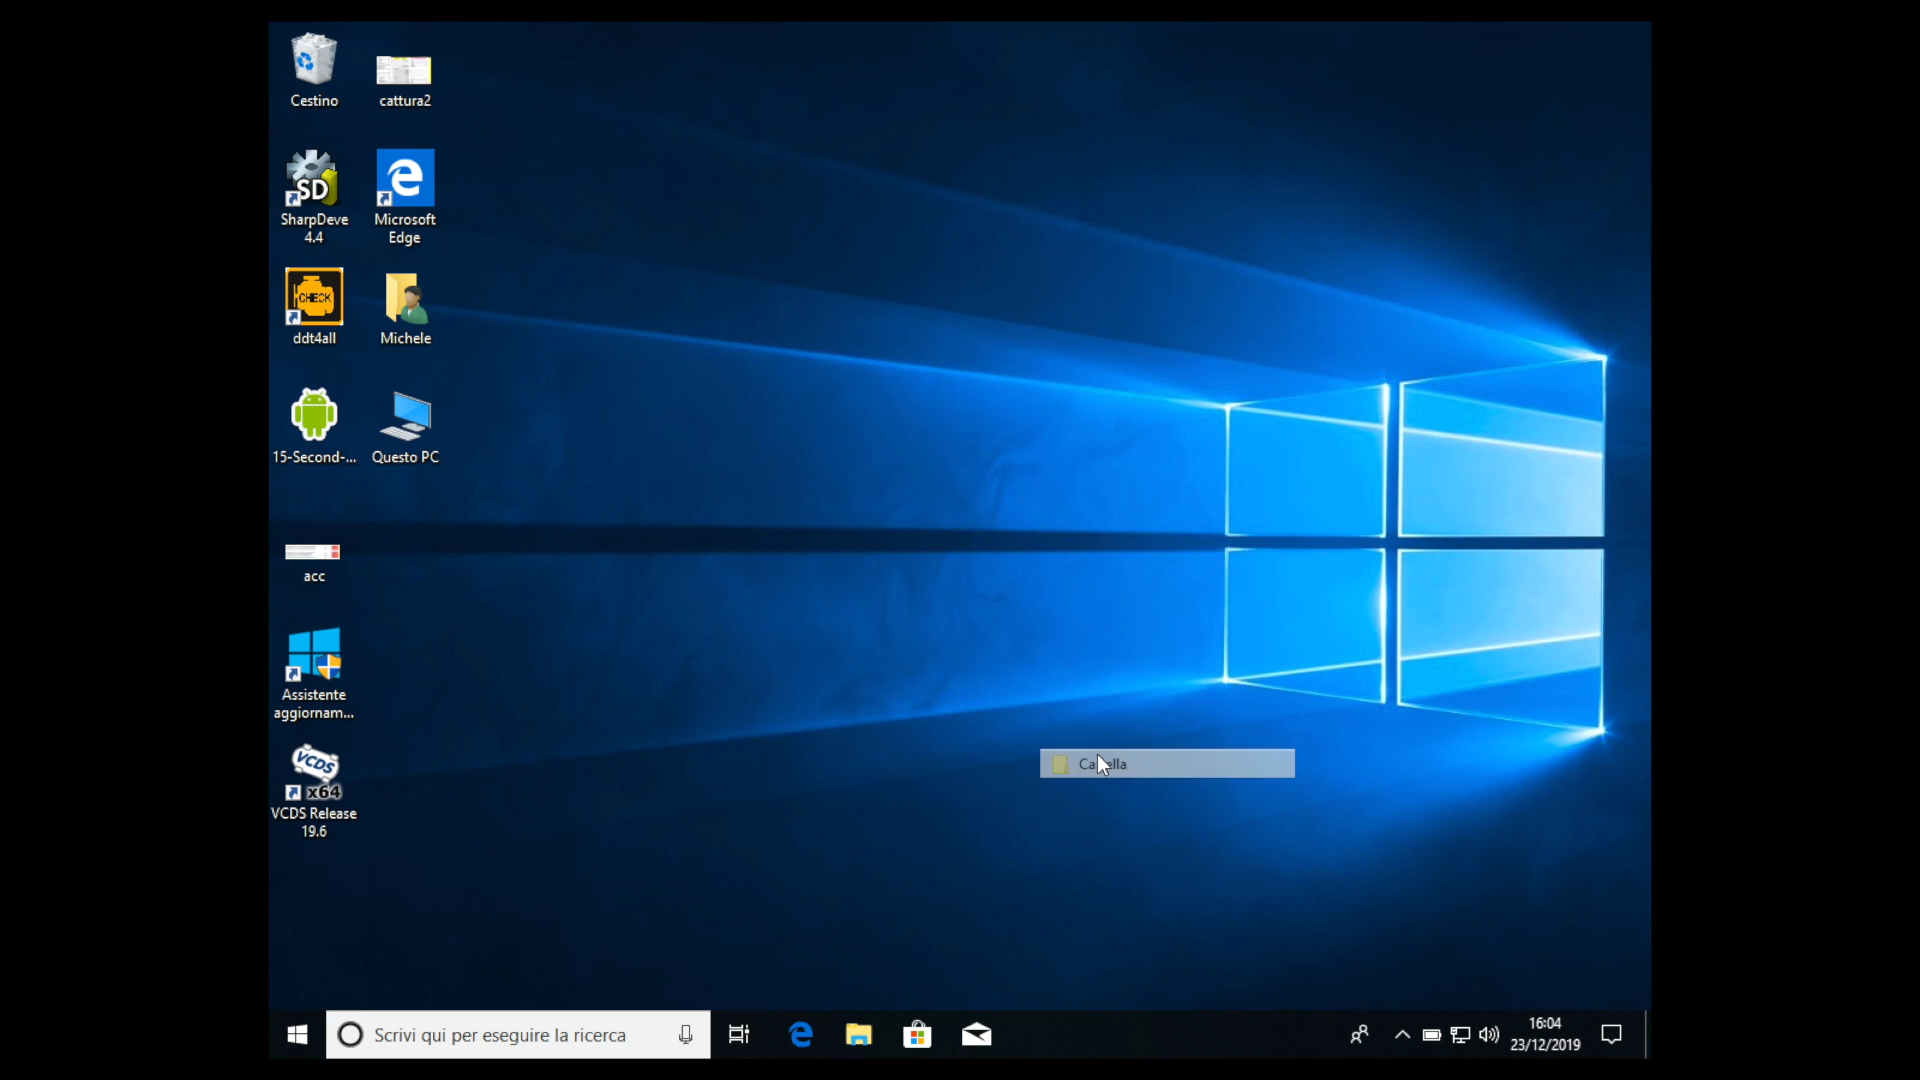 Cestino
cattura2
SD
SharpDeve
4.4
Microsoft
Edge
CHECK
ddt4all
Michele
15-Second-...
Questo PC
acc
Assistente
aggiornam...
VCDS
x64
VCDS Release
19.6
Scrivi qui per eseguire la ricerca
16:04
23/12/2019